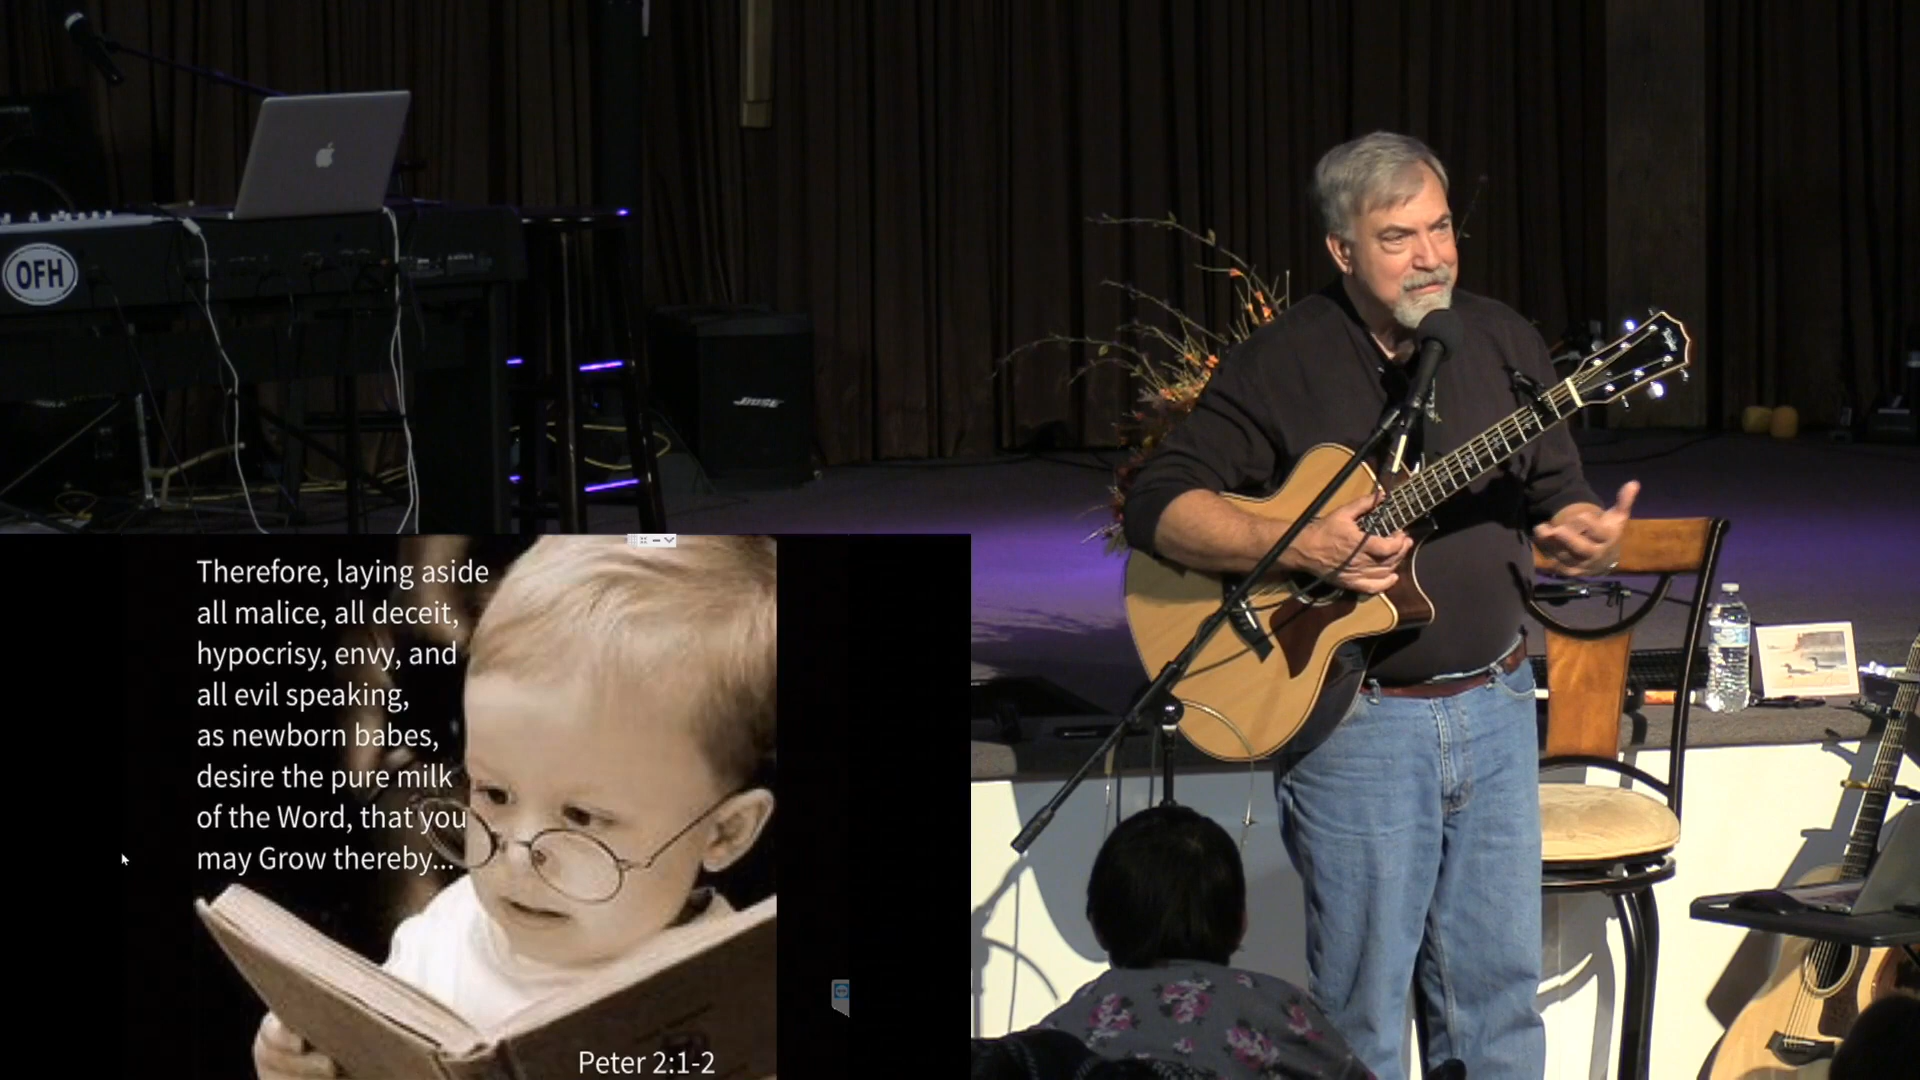 OFH
BOSE
Therefore, laying aside
all malice, all deceit,
hypocrisy, envy, and
all evil speaking,
as newborn babes,
desire the pure milk
of the Word, that you
may Grow thereby...
Peter 2:1-2